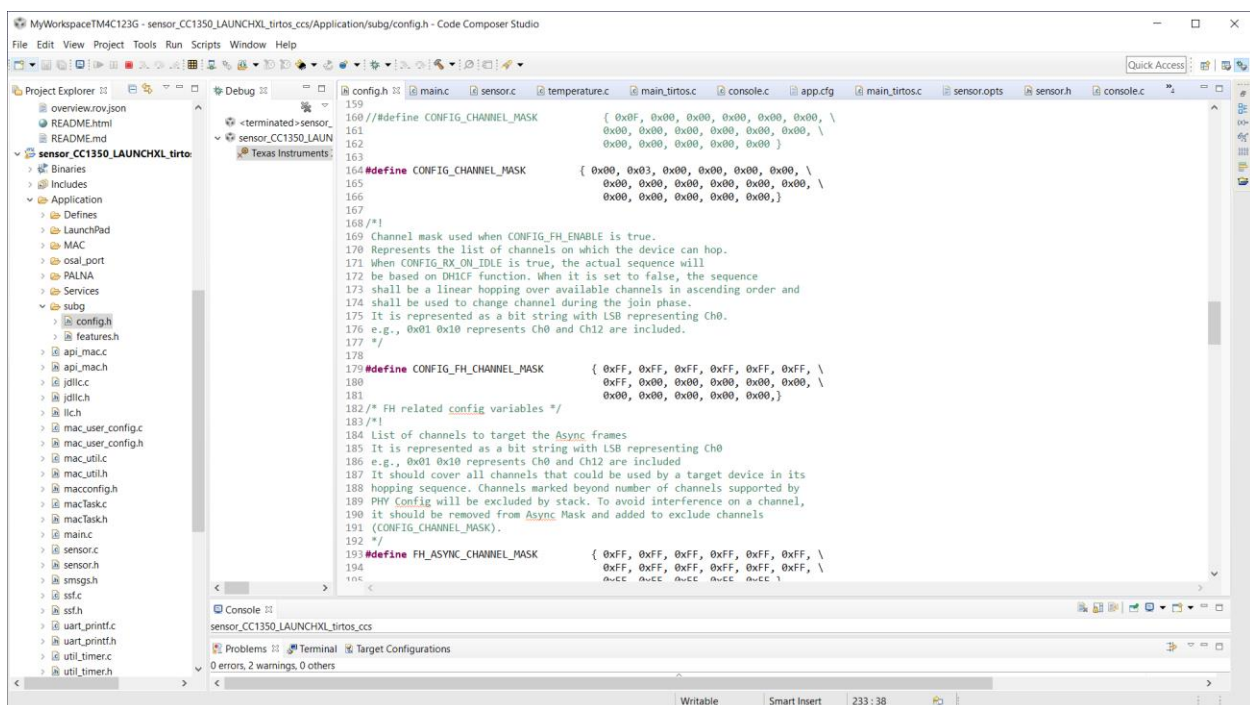 MyWorkspaceTM4C123G - sensor_CC1350_LAUNCHXL_tirtos_ccs/Application/subg/config.h - Code Composer Studio
File Edit View Project Tools Run Scripts Window Help
Quick Access
Project Explorer
overview.rov.json
README.html
README.md
sensor_CC1350_LAUNCHXL_tirto:
Binaries
Includes
Application
Defines
LaunchPad
MAC
osal_port
PALNA
Services
subg
config.h
features.h
api_mac.c
api_mac.h
jdllc.c
jdllc.h
llc.h
mac_user_config.c
mac_user_config.h
mac_util.c
mac_util.h
macconfig.h
macTask.c
macTask.h
main.c
sensor.c
sensor.h
smsgs.h
ssf.c
ssf.h
uart_printf.c
uart_printf.h
util_timer.c
util_timer.h
Debug
<terminated>sensor_
sensor_CC1350_LAUN
Texas Instruments
config.h main.c sensor.c temperature.c main_tirtos.c console.c app.cfg main_tirtos.c sensor.opts sensor.h console.c
159
160 //#define CONFIG_CHANNEL_MASK { 0x0F, 0x00, 0x00, 0x00, 0x00, 0x00, \
161 0x00, 0x00, 0x00, 0x00, 0x00, 0x00, \
162 0x00, 0x00, 0x00, 0x00, 0x00 }
163
164 #define CONFIG_CHANNEL_MASK { 0x00, 0x03, 0x00, 0x00, 0x00, 0x00, \
165 0x00, 0x00, 0x00, 0x00, 0x00, 0x00, \
166 0x00, 0x00, 0x00, 0x00, 0x00,}
167
168 /*!
169 Channel mask used when CONFIG_FH_ENABLE is true.
170 Represents the list of channels on which the device can hop.
171 When CONFIG_RX_ON_IDLE is true, the actual sequence will
172 be based on DH1CF function. When it is set to false, the sequence
173 shall be a linear hopping over available channels in ascending order and
174 shall be used to change channel during the join phase.
175 It is represented as a bit string with LSB representing Ch0.
176 e.g., 0x01 0x10 represents Ch0 and Ch12 are included.
177 */
178
179 #define CONFIG_FH_CHANNEL_MASK { 0xFF, 0xFF, 0xFF, 0xFF, 0xFF, 0xFF, \
180 0xFF, 0x00, 0x00, 0x00, 0x00, 0x00, \
181 0x00, 0x00, 0x00, 0x00, 0x00,}
182 /* FH related config variables */
183 /*!
184 List of channels to target the Async frames
185 It is represented as a bit string with LSB representing Ch0
186 e.g., 0x01 0x10 represents Ch0 and Ch12 are included
187 It should cover all channels that could be used by a target device in its
188 hopping sequence. Channels marked beyond number of channels supported by
189 PHY Config will be excluded by stack. To avoid interference on a channel,
190 it should be removed from Async Mask and added to exclude channels
191 (CONFIG_CHANNEL_MASK).
192 */
193 #define FH_ASYNC_CHANNEL_MASK { 0xFF, 0xFF, 0xFF, 0xFF, 0xFF, 0xFF, \
194 0xFF, 0xFF, 0xFF, 0xFF, 0xFF, 0xFF, \
195 0xFF, 0xFF, 0xFF, 0xFF, 0xFF }
Console
sensor_CC1350_LAUNCHXL_tirtos_ccs
Problems Terminal Target Configurations
0 errors, 2 warnings, 0 others
Writable Smart Insert 233 : 38